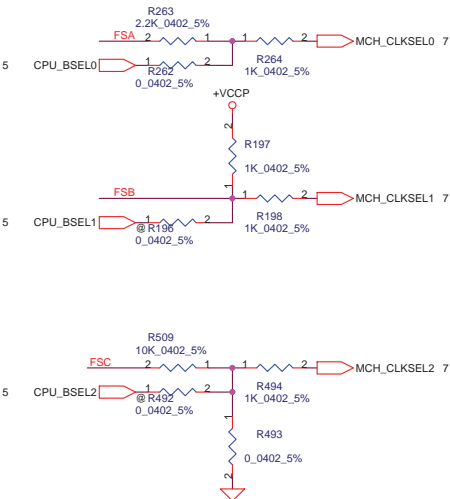 R263
2.2K_0402_5%
FSA 2 1 1 2 MCH_CLKSEL0 7
5 CPU_BSEL0 1 2
R262 R264
0_0402_5% 1K_0402_5%
+VCCP
2
R197
1K_0402_5%
1
FSB 1 2 MCH_CLKSEL1 7
5 CPU_BSEL1 1 2
@R196 R198
0_0402_5% 1K_0402_5%
R509
10K_0402_5%
FSC 2 1 1 2 MCH_CLKSEL2 7
5 CPU_BSEL2 1 2
@R492 R494
0_0402_5% 1K_0402_5%
1
R493
0_0402_5%
2